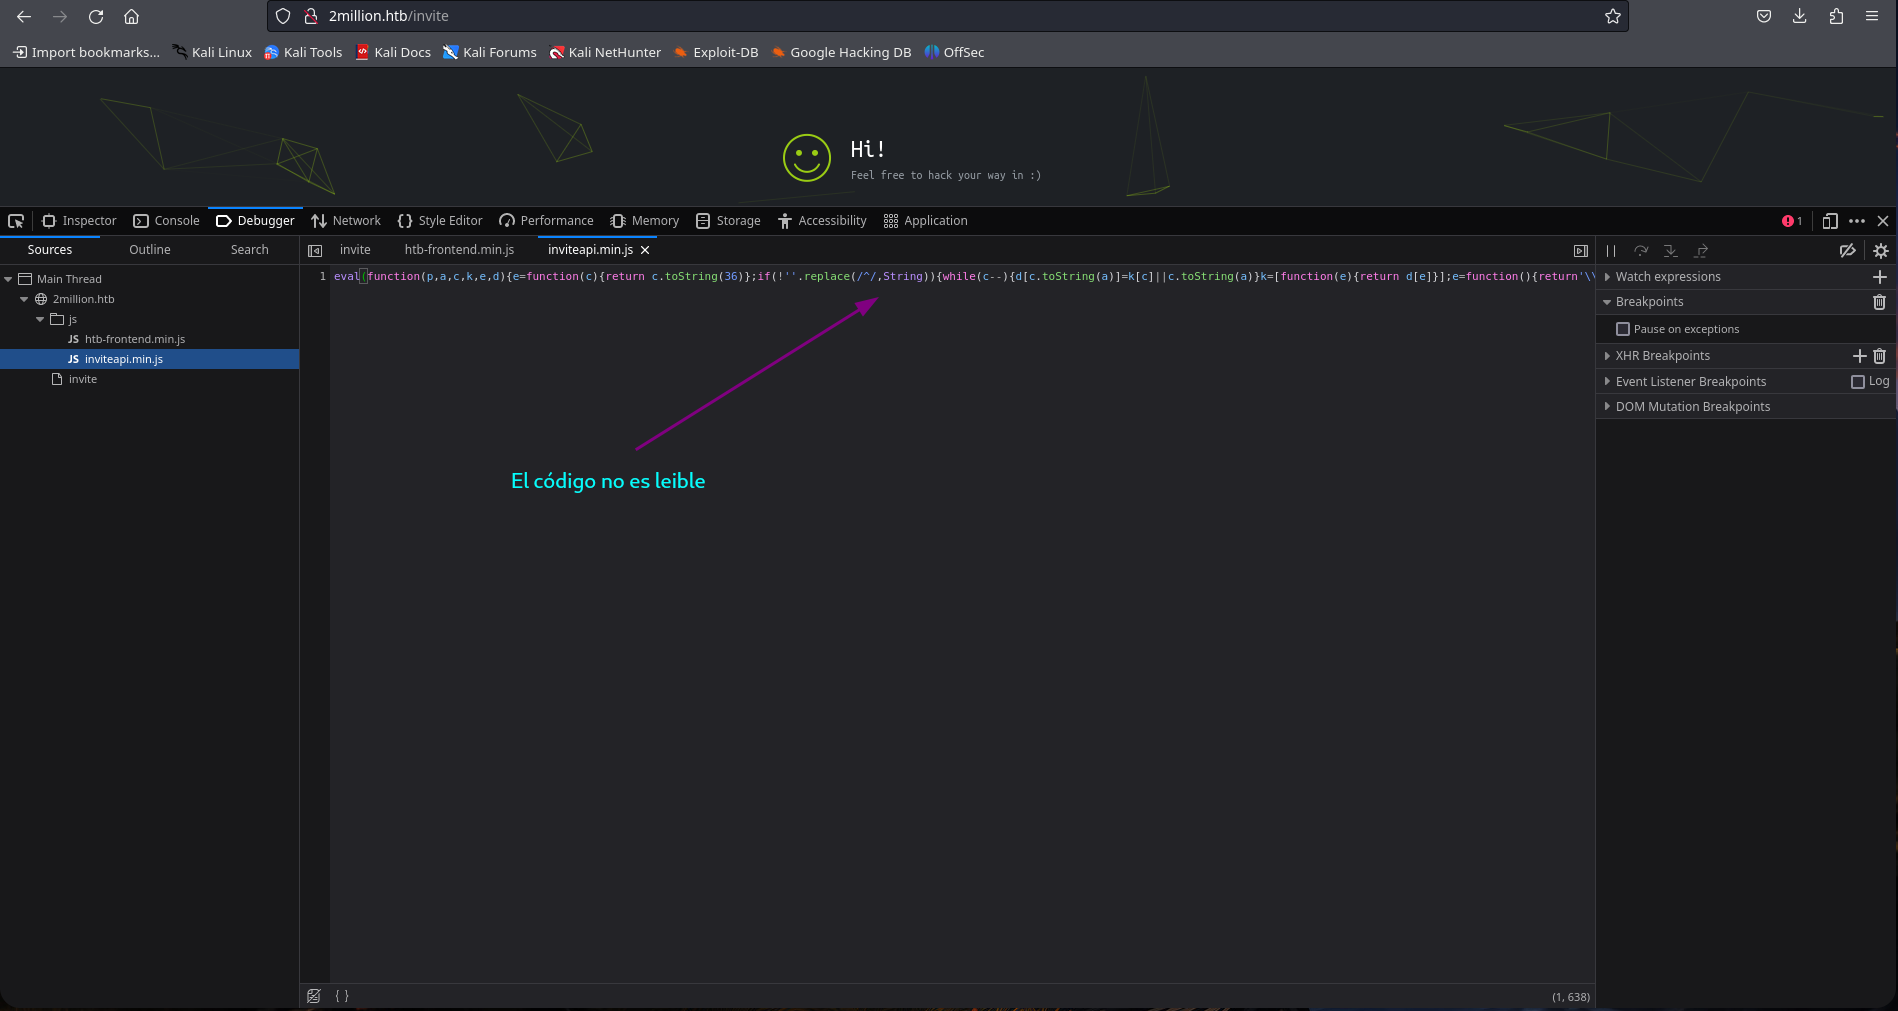 2million.htb/invite
Import bookmarks... Kali Linux Kali Tools Kali Docs Kali Forums Kali NetHunter Exploit-DB Google Hacking DB OffSec
Hi!
Feel free to hack your way in :)
Inspector Console Debugger Network Style Editor Performance Memory Storage Accessibility Application 1
Sources Outline Search invite htb-frontend.min.js inviteapi.min.js
Main Thread
2million.htb
js
JS htb-frontend.min.js
JS inviteapi.min.js
invite
1 eval(function(p,a,c,k,e,d){e=function(c){return c.toString(36)};if(!''.replace(/^/,String)){while(c--){d[c.toString(a)]=k[c]||c.toString(a)}k=[function(e){return d[e]}];e=function(){return'\\
El código no es leible
Watch expressions
Breakpoints
Pause on exceptions
XHR Breakpoints
Event Listener Breakpoints Log
DOM Mutation Breakpoints
{ } (1, 638)